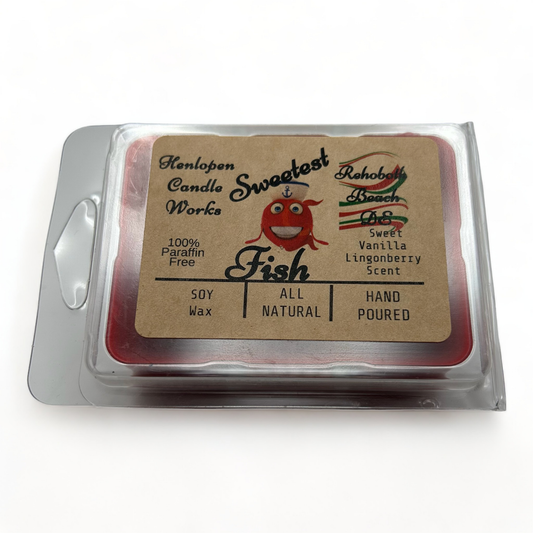 Henlopen
Candle
Works
100%
Paraffin
Free
Sweetest
Fish
Rehoboth
Beach
DE
Sweet
Vanilla
Lingonberry
Scent
SOY
Wax
ALL
NATURAL
HAND
POURED